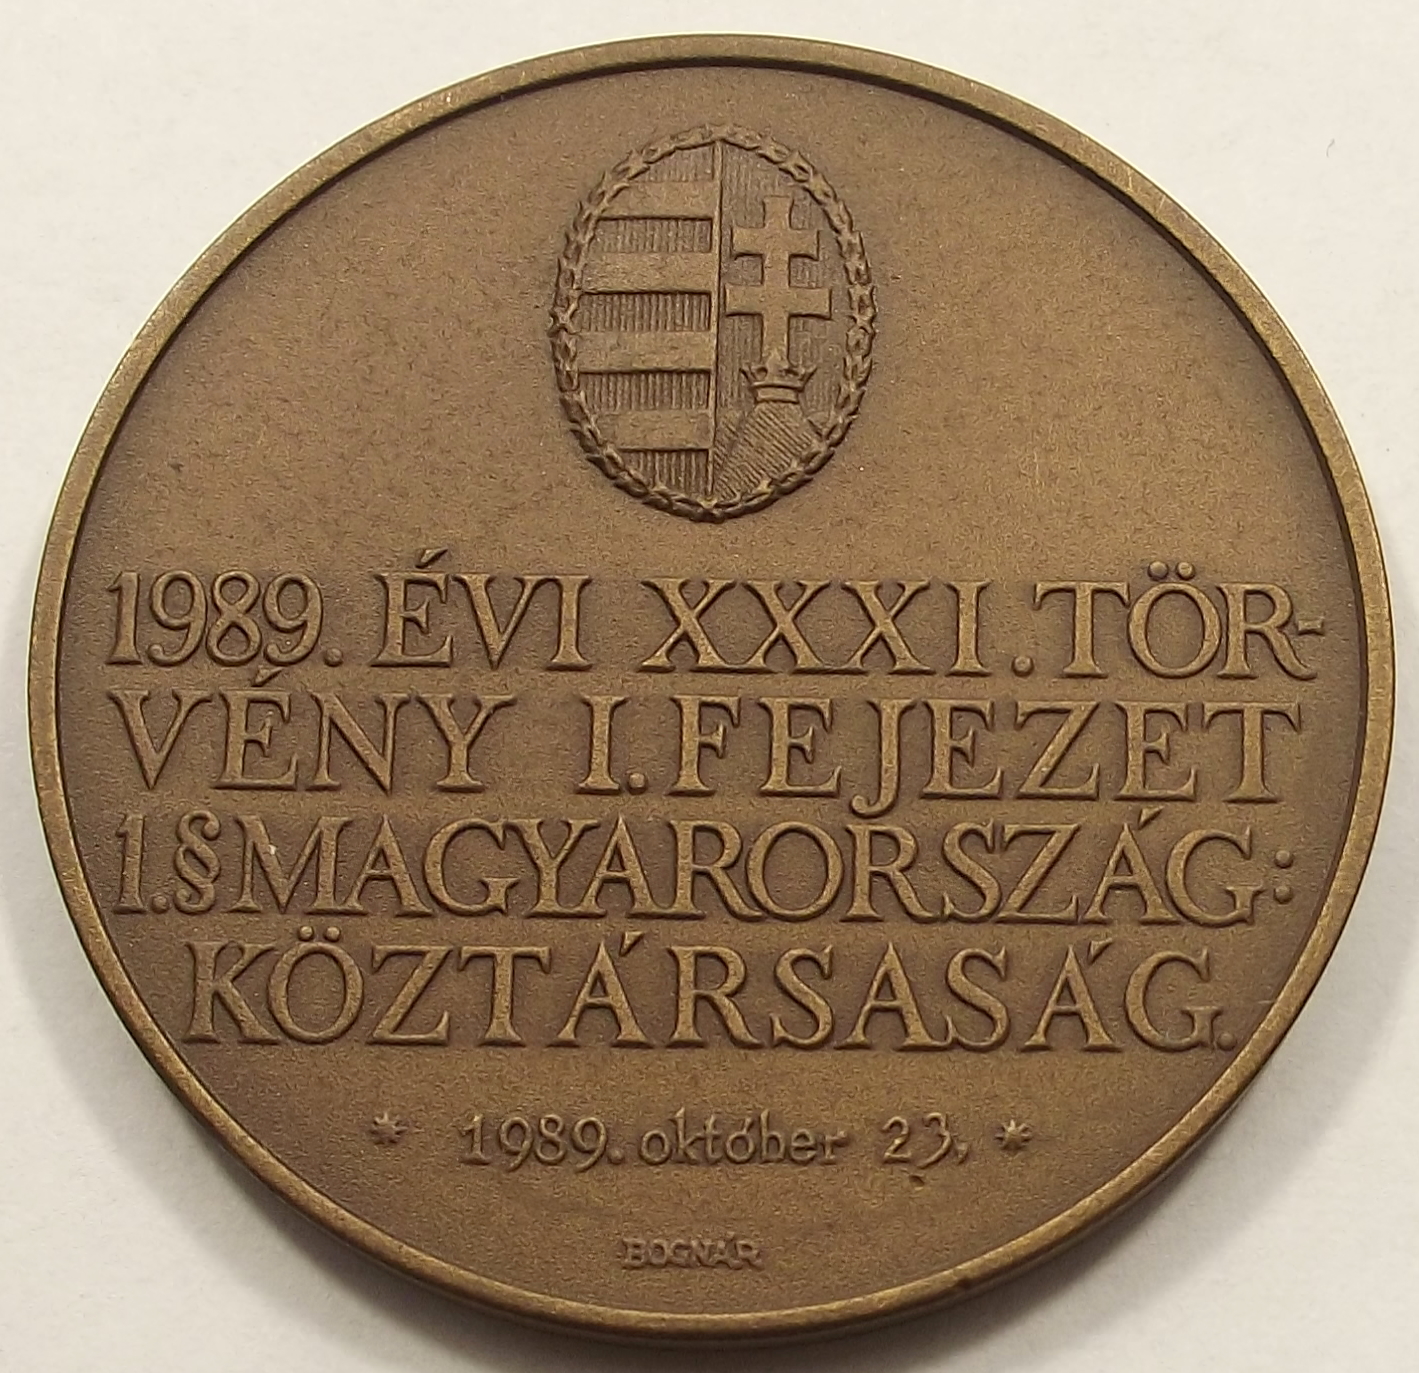 1989. ÉVI XXXI. TÖR-
VÉNY I. FEJEZET
1.§ MAGYARORSZÁG:
KÖZTÁRSASÁG.
* 1989. október 23, *
BOGNÁR